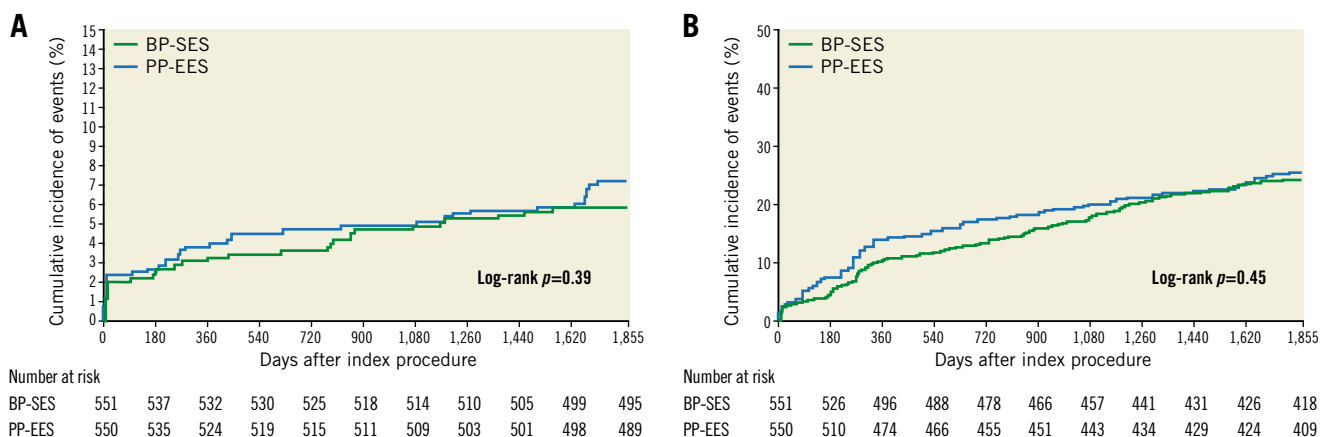 A
Cumulative incidence of events (%)
15
14
13
12
11
10
9
8
7
6
5
4
3
2
1
0
BP-SES
PP-EES
Log-rank p=0.39
0 180 360 540 720 900 1,080 1,260 1,440 1,620 1,855
Days after index procedure
Number at risk
BP-SES 551 537 532 530 525 518 514 510 505 499 495
PP-EES 550 535 524 519 515 511 509 503 501 498 489
B
Cumulative incidence of events (%)
50
40
30
20
10
0
BP-SES
PP-EES
Log-rank p=0.45
0 180 360 540 720 900 1,080 1,260 1,440 1,620 1,855
Days after index procedure
Number at risk
BP-SES 551 526 496 488 478 466 457 441 431 426 418
PP-EES 550 510 474 466 455 451 443 434 429 424 409